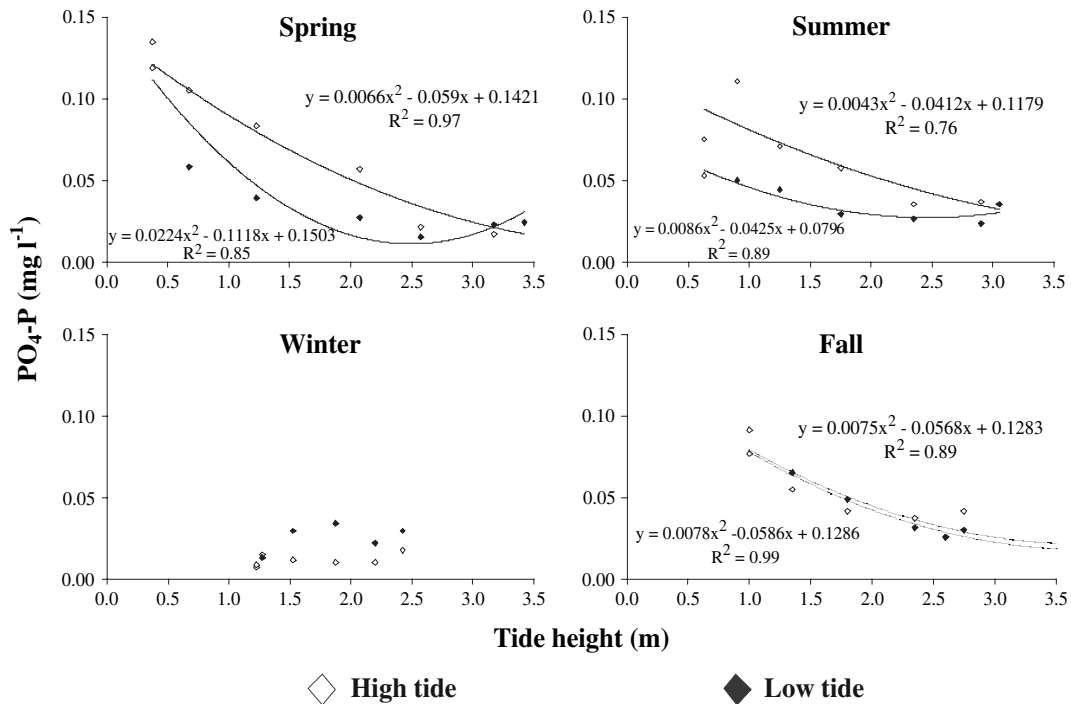 Spring
Summer
PO₄-P (mg l⁻¹)
0.15
0.10
0.05
0.00
0.0 0.5 1.0 1.5 2.0 2.5 3.0 3.5
y = 0.0066x² - 0.059x + 0.1421
R² = 0.97
y = 0.0224x² - 0.1118x + 0.1503
R² = 0.85
0.15
0.10
0.05
0.00
0.0 0.5 1.0 1.5 2.0 2.5 3.0 3.5
y = 0.0043x² - 0.0412x + 0.1179
R² = 0.76
y = 0.0086x² - 0.0425x + 0.0796
R² = 0.89
Winter
0.15
0.10
0.05
0.00
0.0 0.5 1.0 1.5 2.0 2.5 3.0 3.5
Fall
0.15
0.10
0.05
0.00
0.0 0.5 1.0 1.5 2.0 2.5 3.0 3.5
y = 0.0075x² - 0.0568x + 0.1283
R² = 0.89
y = 0.0078x² -0.0586x + 0.1286
R² = 0.99
Tide height (m)
High tide
Low tide